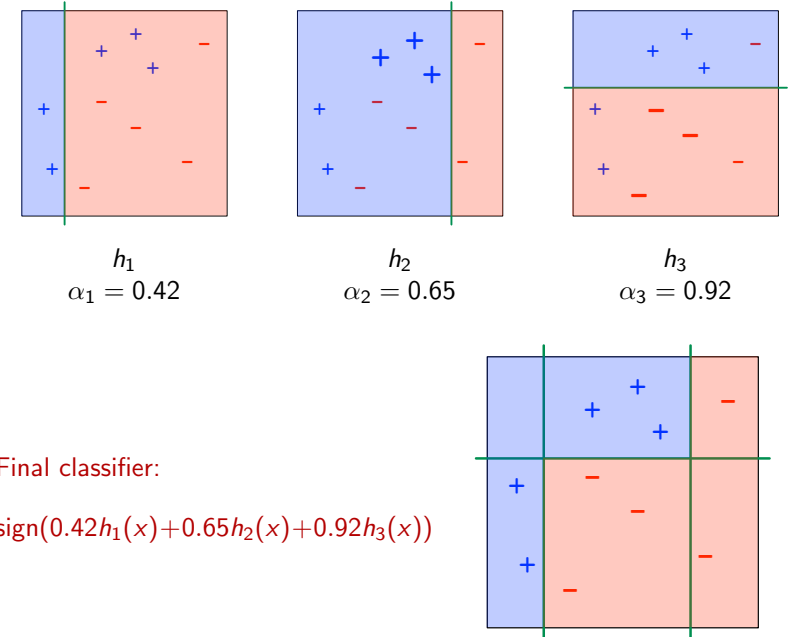 h₁
α₁ = 0.42
h₂
α₂ = 0.65
h₃
α₃ = 0.92
Final classifier:
sign(0.42h₁(x)+0.65h₂(x)+0.92h₃(x))